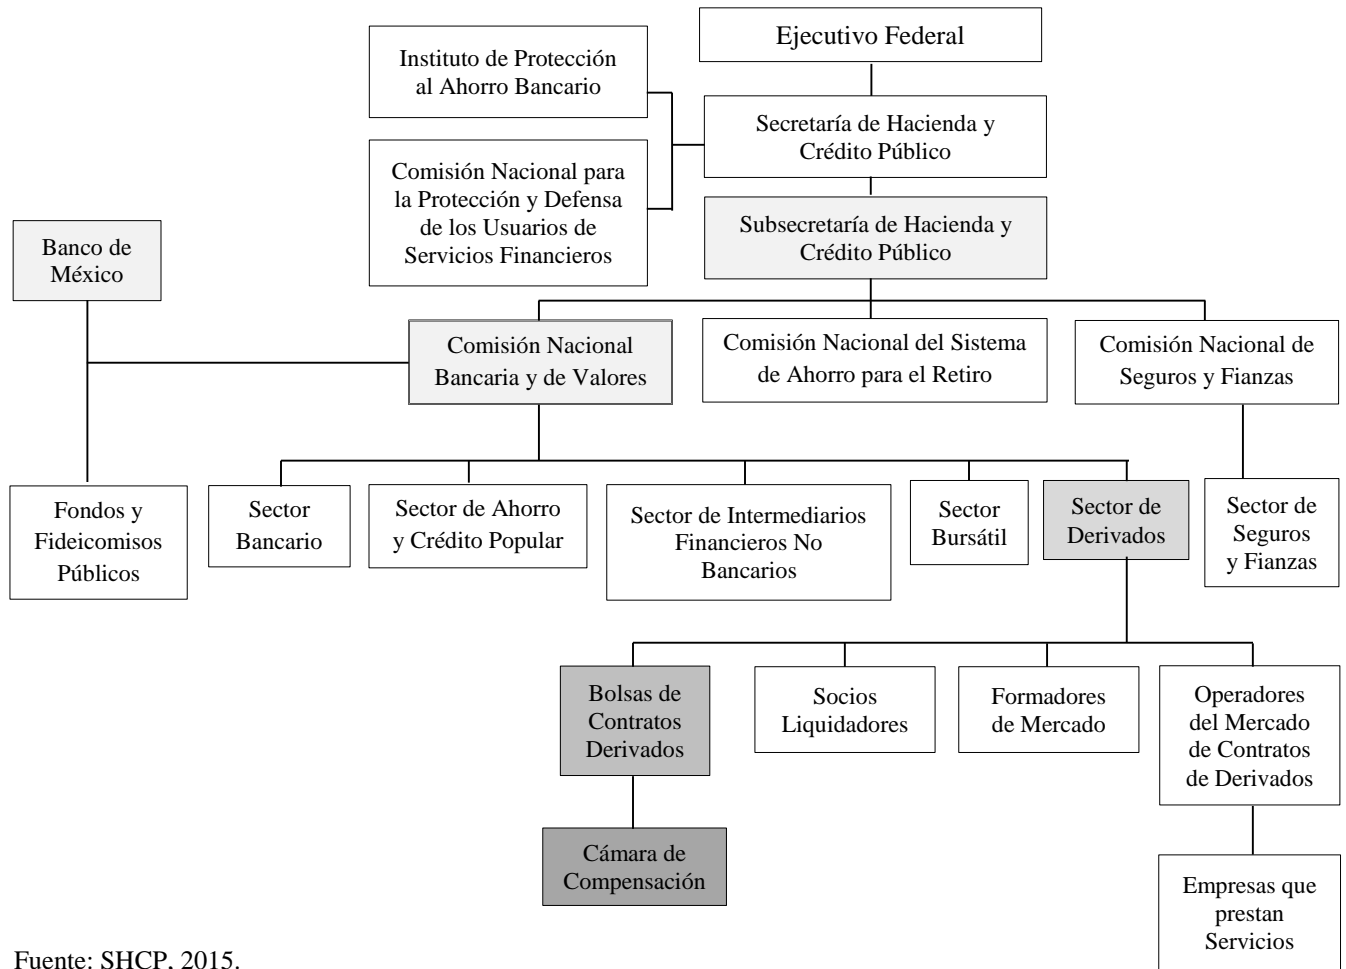 Ejecutivo Federal
Instituto de Protección
al Ahorro Bancario
Secretaría de Hacienda y
Crédito Público
Comisión Nacional para
la Protección y Defensa
de los Usuarios de
Servicios Financieros
Subsecretaría de Hacienda y
Crédito Público
Banco de
México
Comisión Nacional
Bancaria y de Valores
Comisión Nacional del Sistema
de Ahorro para el Retiro
Comisión Nacional de
Seguros y Fianzas
Fondos y
Fideicomisos
Públicos
Sector
Bancario
Sector de Ahorro
y Crédito Popular
Sector de Intermediarios
Financieros No
Bancarios
Sector
Bursátil
Sector de
Derivados
Sector de
Seguros
y Fianzas
Bolsas de
Contratos
Derivados
Socios
Liquidadores
Formadores
de Mercado
Operadores
del Mercado
de Contratos
de Derivados
Cámara de
Compensación
Empresas que
prestan
Servicios
Fuente: SHCP, 2015.